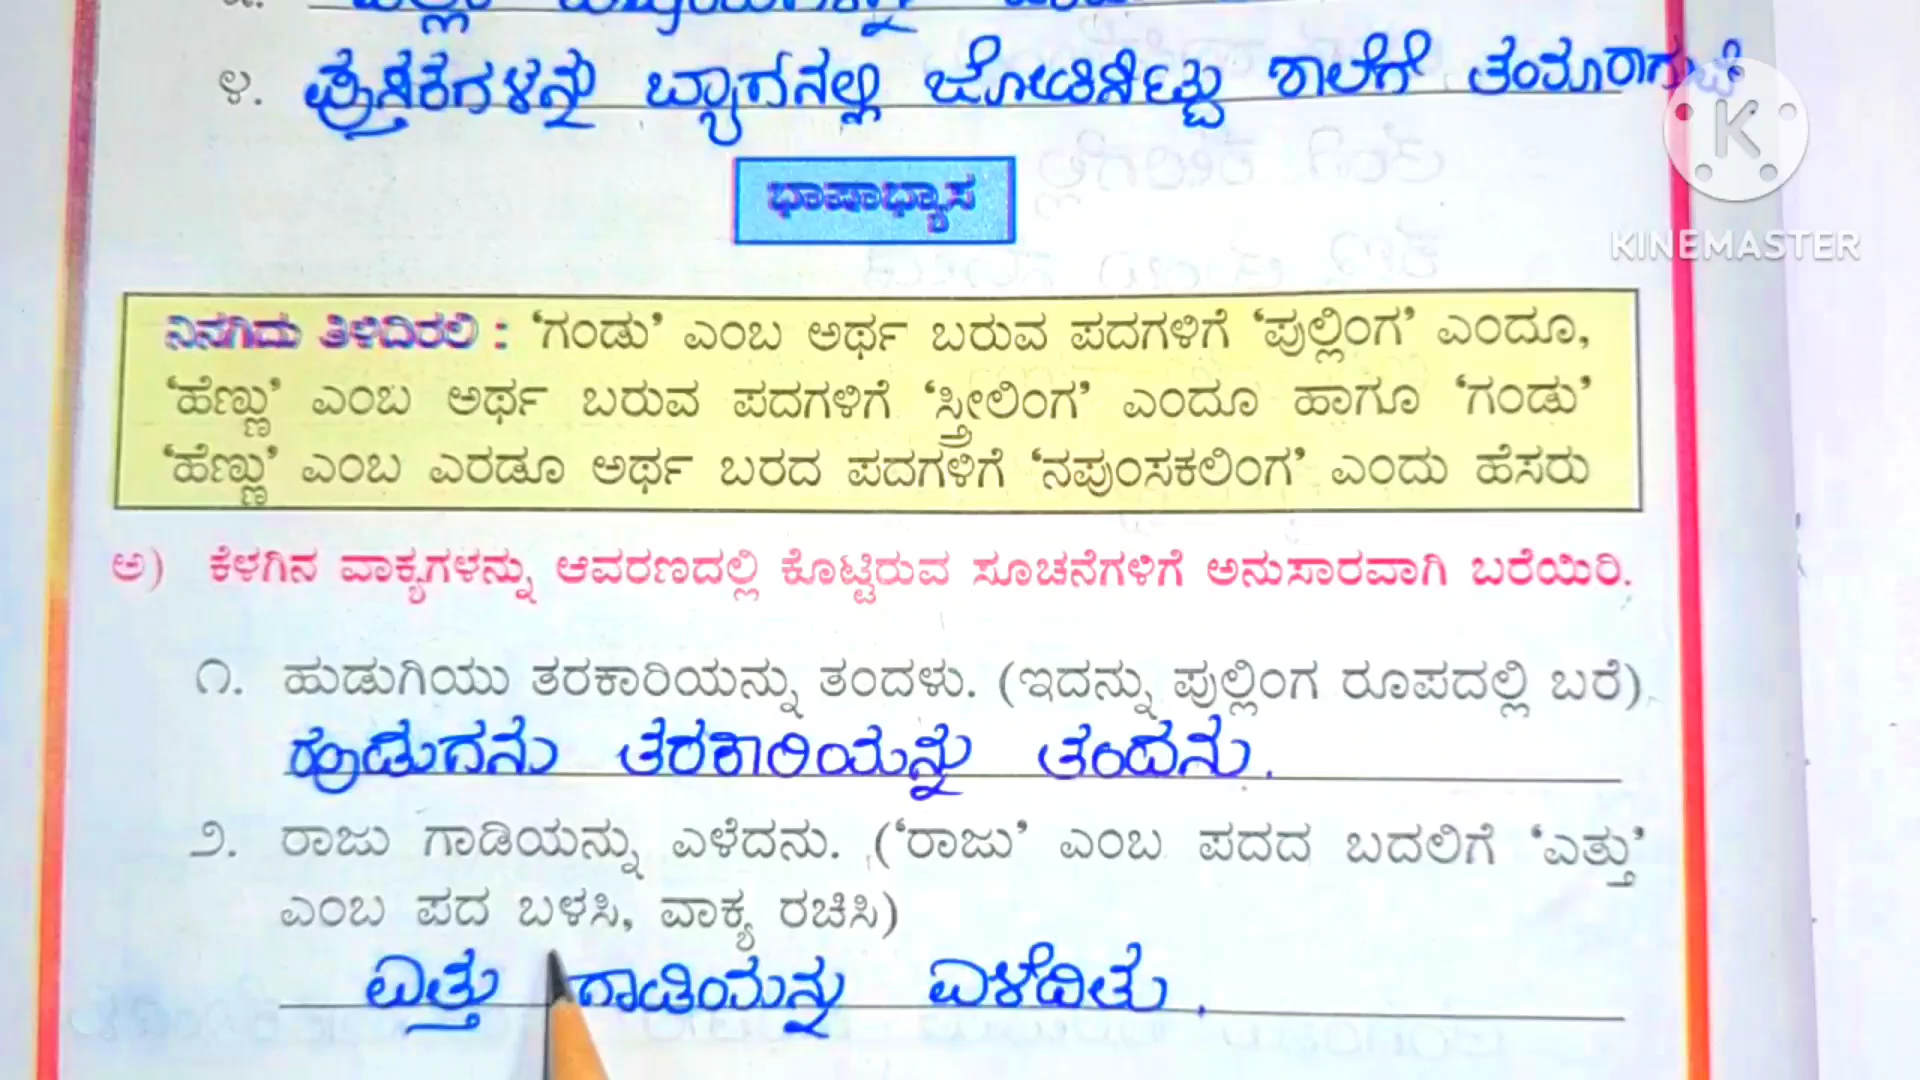 ೪. ಪುಸ್ತಕಗಳನ್ನು ಬ್ಯಾಗನಲ್ಲಿ ಜೋಡಿಸಿಟ್ಟು ಶಾಲೆಗೆ
ಭಾಷಾಭ್ಯಾಸ
KINEMASTER
ನಿನಗಿದು ತಿಳಿದಿರಲಿ : ‘ಗಂಡು’ ಎಂಬ ಅರ್ಥ ಬರುವ ಪದಗಳಿಗೆ ‘ಪುಲ್ಲಿಂಗ’ ಎಂದೂ,
‘ಹೆಣ್ಣು’ ಎಂಬ ಅರ್ಥ ಬರುವ ಪದಗಳಿಗೆ ‘ಸ್ತ್ರೀಲಿಂಗ’ ಎಂದೂ ಹಾಗೂ ‘ಗಂಡು’
‘ಹೆಣ್ಣು’ ಎಂಬ ಎರಡೂ ಅರ್ಥ ಬರದ ಪದಗಳಿಗೆ ‘ನಪುಂಸಕಲಿಂಗ’ ಎಂದು ಹೆಸರು
ಅ) ಕೆಳಗಿನ ವಾಕ್ಯಗಳನ್ನು ಆವರಣದಲ್ಲಿ ಕೊಟ್ಟಿರುವ ಸೂಚನೆಗಳಿಗೆ ಅನುಸಾರವಾಗಿ ಬರೆಯಿರಿ.
೧. ಹುಡುಗಿಯು ತರಕಾರಿಯನ್ನು ತಂದಳು. (ಇದನ್ನು ಪುಲ್ಲಿಂಗ ರೂಪದಲ್ಲಿ ಬರೆ)
ಹುಡುಗನು ತರಕಾರಿಯನ್ನು ತಂದನು.
೨. ರಾಜು ಗಾಡಿಯನ್ನು ಎಳೆದನು. (‘ರಾಜು’ ಎಂಬ ಪದದ ಬದಲಿಗೆ ‘ಎತ್ತು’
ಎಂಬ ಪದ ಬಳಸಿ, ವಾಕ್ಯ ರಚಿಸಿ)
ಎತ್ತು ಗಾಡಿಯನ್ನು ಎಳೆಯಿತು.